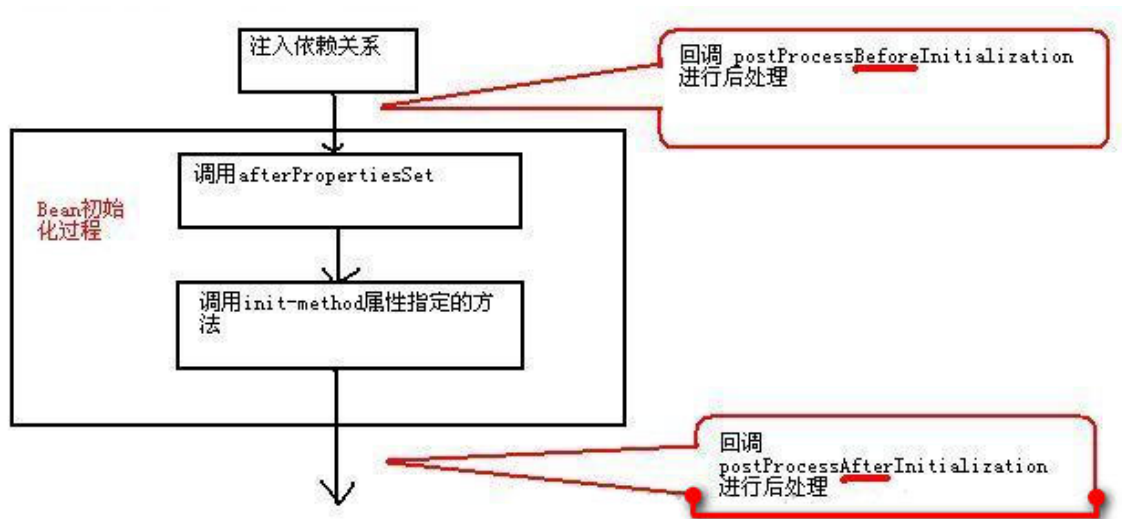 注入依赖关系
回调 postProcessBeforeInitialization
进行后处理
调用afterPropertiesSet
Bean初始
化过程
调用init-method属性指定的方
法
回调
postProcessAfterInitialization
进行后处理